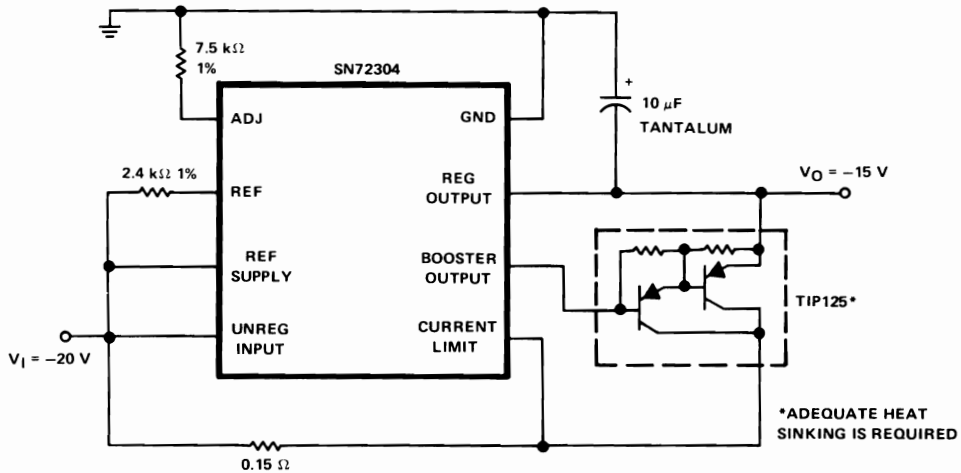 7.5 kΩ
1%
SN72304
ADJ
GND
+
10 μF
TANTALUM
2.4 kΩ 1%
REF
REG
OUTPUT
VO = −15 V
REF
SUPPLY
BOOSTER
OUTPUT
TIP125*
UNREG
INPUT
CURRENT
LIMIT
VI = −20 V
0.15 Ω
*ADEQUATE HEAT
SINKING IS REQUIRED